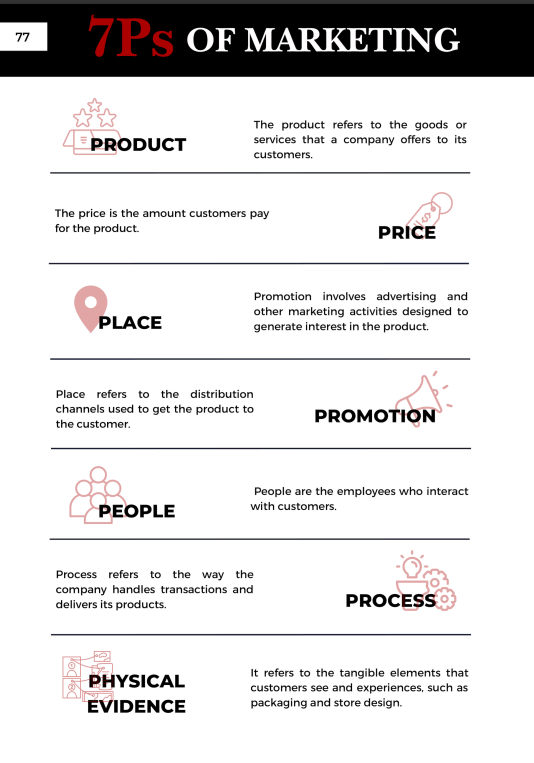 77
7Ps OF MARKETING
PRODUCT
The product refers to the goods or
services that a company offers to its
customers.
The price is the amount customers pay
for the product.
PRICE
PLACE
Promotion involves advertising and
other marketing activities designed to
generate interest in the product.
Place refers to the distribution
channels used to get the product to
the customer.
PROMOTION
PEOPLE
People are the employees who interact
with customers.
Process refers to the way the
company handles transactions and
delivers its products.
PROCESS
PHYSICAL
EVIDENCE
It refers to the tangible elements that
customers see and experiences, such as
packaging and store design.